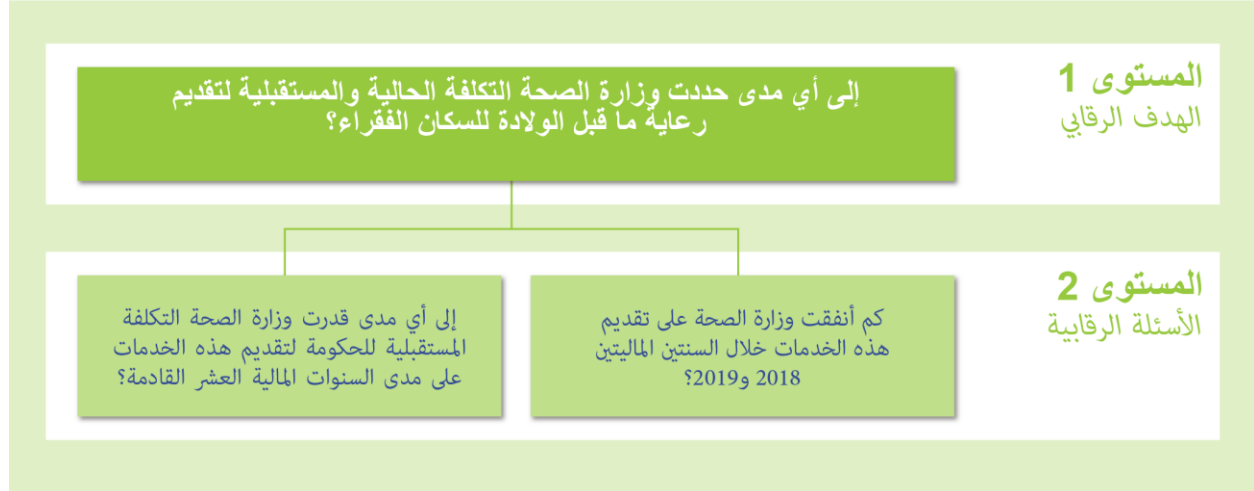 المستوى 1
الهدف الرقابي
إلى أي مدى حددت وزارة الصحة التكلفة الحالية والمستقبلية لتقديم
رعاية ما قبل الولادة للسكان الفقراء؟
المستوى 2
الأسئلة الرقابية
كم أنفقت وزارة الصحة على تقديم
هذه الخدمات خلال السنتين الماليتين
2018 و2019؟
إلى أي مدى قدرت وزارة الصحة التكلفة
المستقبلية للحكومة لتقديم هذه الخدمات
على مدى السنوات المالية العشر القادمة؟